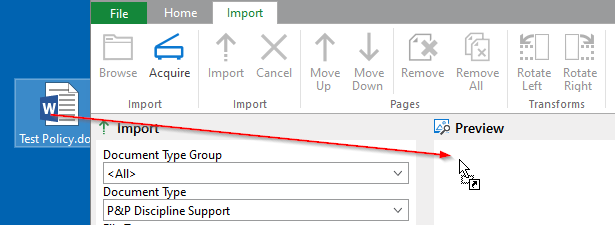 File Home Import
Browse Acquire Import Cancel Move Up Move Down Remove Remove All Rotate Left Rotate Right
Import Import Pages Transforms
W
Test Policy.do
Import
Preview
Document Type Group
<All>
Document Type
P&P Discipline Support